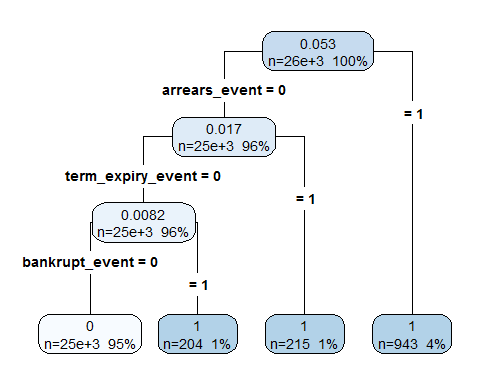 0.053
n=26e+3 100%
arrears_event = 0
= 1
0.017
n=25e+3 96%
term_expiry_event = 0
= 1
0.0082
n=25e+3 96%
bankrupt_event = 0
= 1
0
n=25e+3 95%
1
n=204 1%
1
n=215 1%
1
n=943 4%